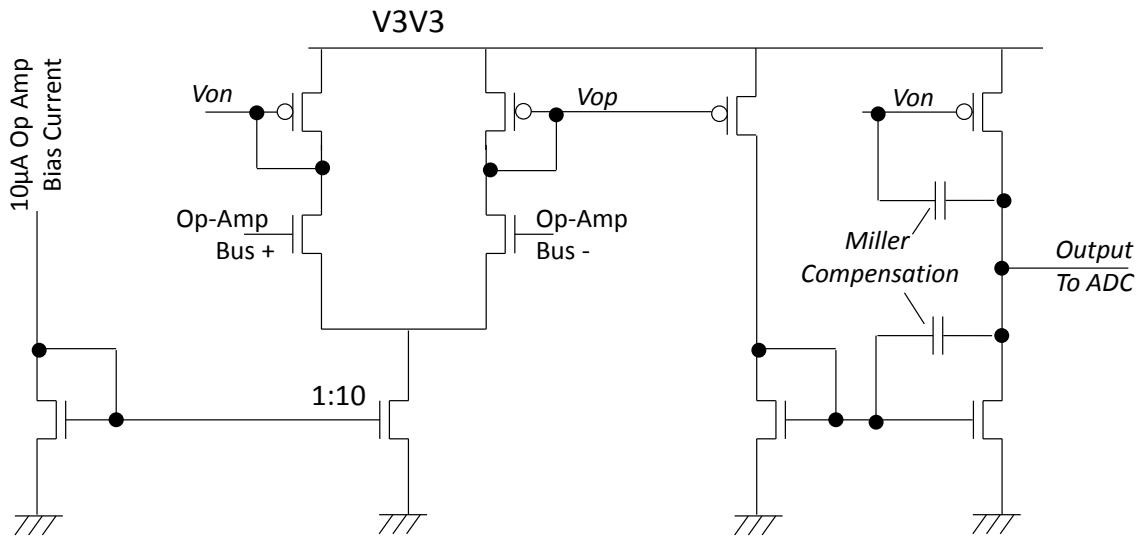 V3V3
10µA Op Amp
Bias Current
Von
Vop
Von
Op-Amp
Bus +
Op-Amp
Bus -
Miller
Compensation
Output
To ADC
1:10